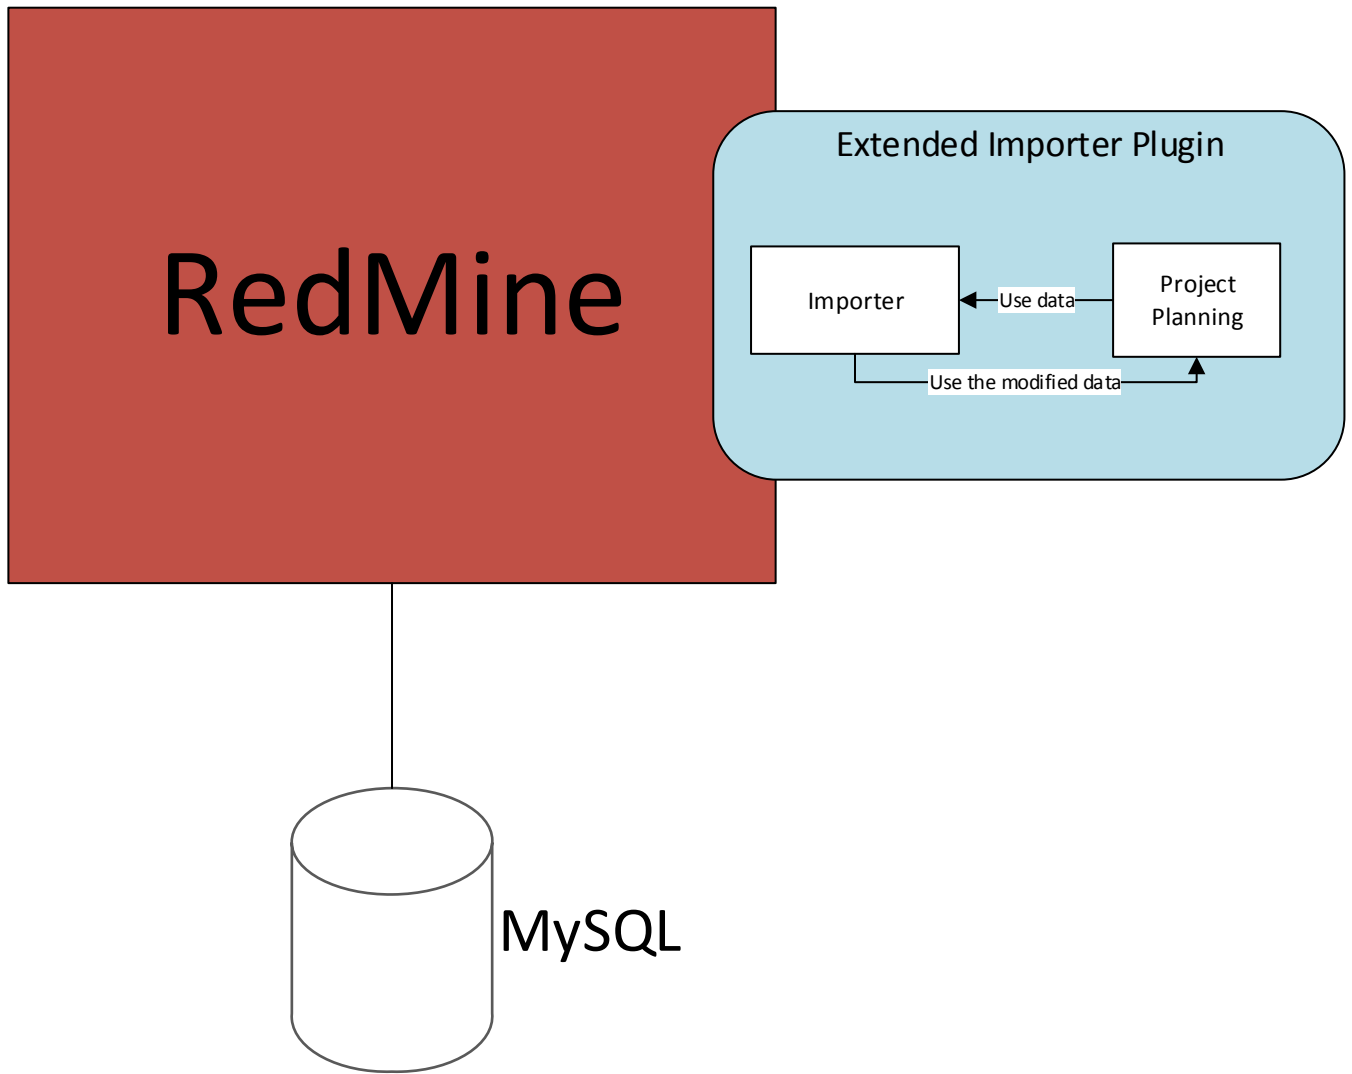 Extended Importer Plugin
RedMine
Importer
Use data
Project
Planning
Use the modified data
MySQL